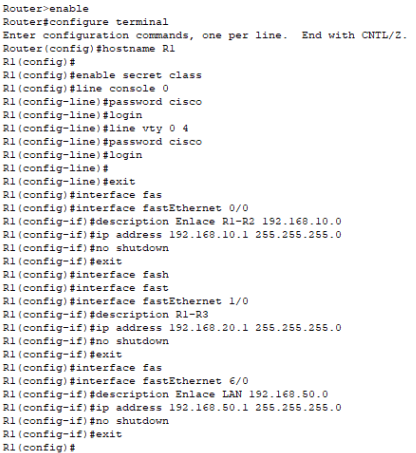 Router>enable
Router#configure terminal
Enter configuration commands, one per line.  End with CNTL/Z.
Router(config)#hostname R1
R1(config)#
R1(config)#enable secret class
R1(config)#line console 0
R1(config-line)#password cisco
R1(config-line)#login
R1(config-line)#line vty 0 4
R1(config-line)#password cisco
R1(config-line)#login
R1(config-line)#
R1(config-line)#exit
R1(config)#interface fas
R1(config)#interface fastEthernet 0/0
R1(config-if)#description Enlace R1-R2 192.168.10.0
R1(config-if)#ip address 192.168.10.1 255.255.255.0
R1(config-if)#no shutdown
R1(config-if)#exit
R1(config)#interface fash
R1(config)#interface fast
R1(config)#interface fastEthernet 1/0
R1(config-if)#description R1-R3
R1(config-if)#ip address 192.168.20.1 255.255.255.0
R1(config-if)#no shutdown
R1(config-if)#exit
R1(config)#interface fas
R1(config)#interface fastEthernet 6/0
R1(config-if)#description Enlace LAN 192.168.50.0
R1(config-if)#ip address 192.168.50.1 255.255.255.0
R1(config-if)#no shutdown
R1(config-if)#exit
R1(config)#